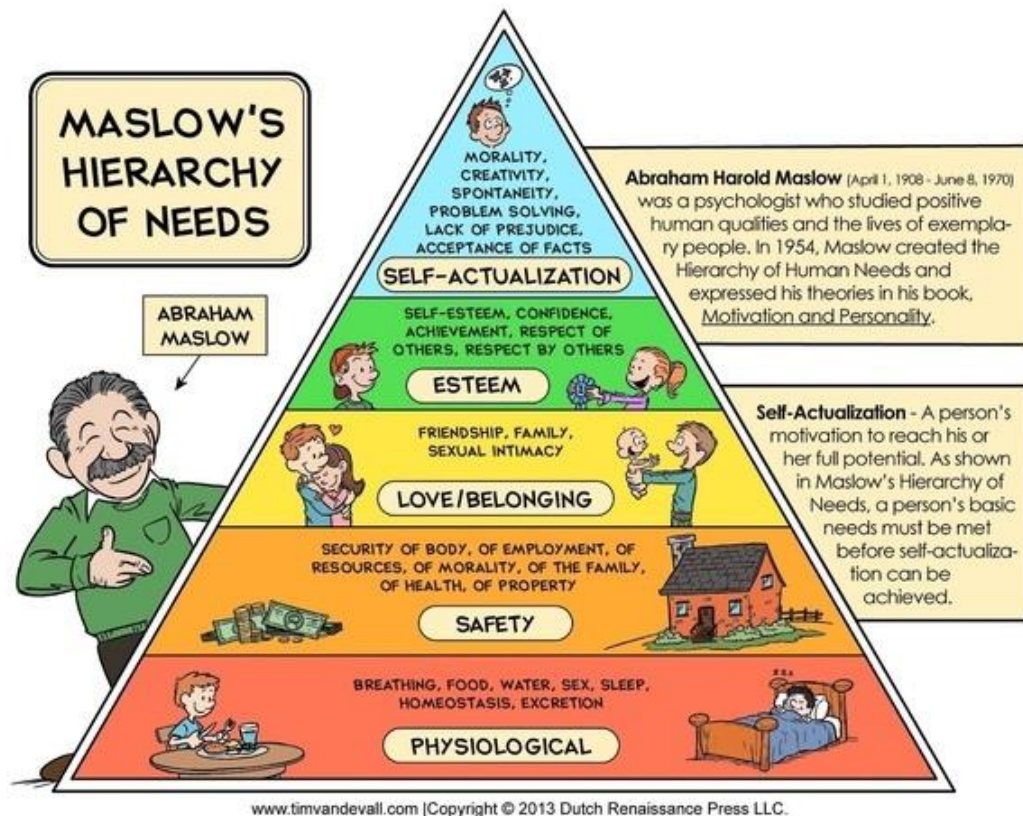 MASLOW'S
HIERARCHY
OF NEEDS
ABRAHAM
MASLOW
MORALITY,
CREATIVITY,
SPONTANEITY,
PROBLEM SOLVING,
LACK OF PREJUDICE,
ACCEPTANCE OF FACTS
SELF-ACTUALIZATION
SELF-ESTEEM, CONFIDENCE,
ACHIEVEMENT, RESPECT OF
OTHERS, RESPECT BY OTHERS
ESTEEM
FRIENDSHIP, FAMILY,
SEXUAL INTIMACY
LOVE/BELONGING
SECURITY OF BODY, OF EMPLOYMENT, OF
RESOURCES, OF MORALITY, OF THE FAMILY,
OF HEALTH, OF PROPERTY
SAFETY
BREATHING, FOOD, WATER, SEX, SLEEP,
HOMEOSTASIS, EXCRETION
PHYSIOLOGICAL
Abraham Harold Maslow (April 1, 1908 - June 8, 1970)
was a psychologist who studied positive
human qualities and the lives of exempla-
ry people. In 1954, Maslow created the
Hierarchy of Human Needs and
expressed his theories in his book,
Motivation and Personality.
Self-Actualization - A person's
motivation to reach his or
her full potential. As shown
in Maslow's Hierarchy of
Needs, a person's basic
needs must be met
before self-actualiza-
tion can be
achieved.
www.timvandevall.com |Copyright © 2013 Dutch Renaissance Press LLC.